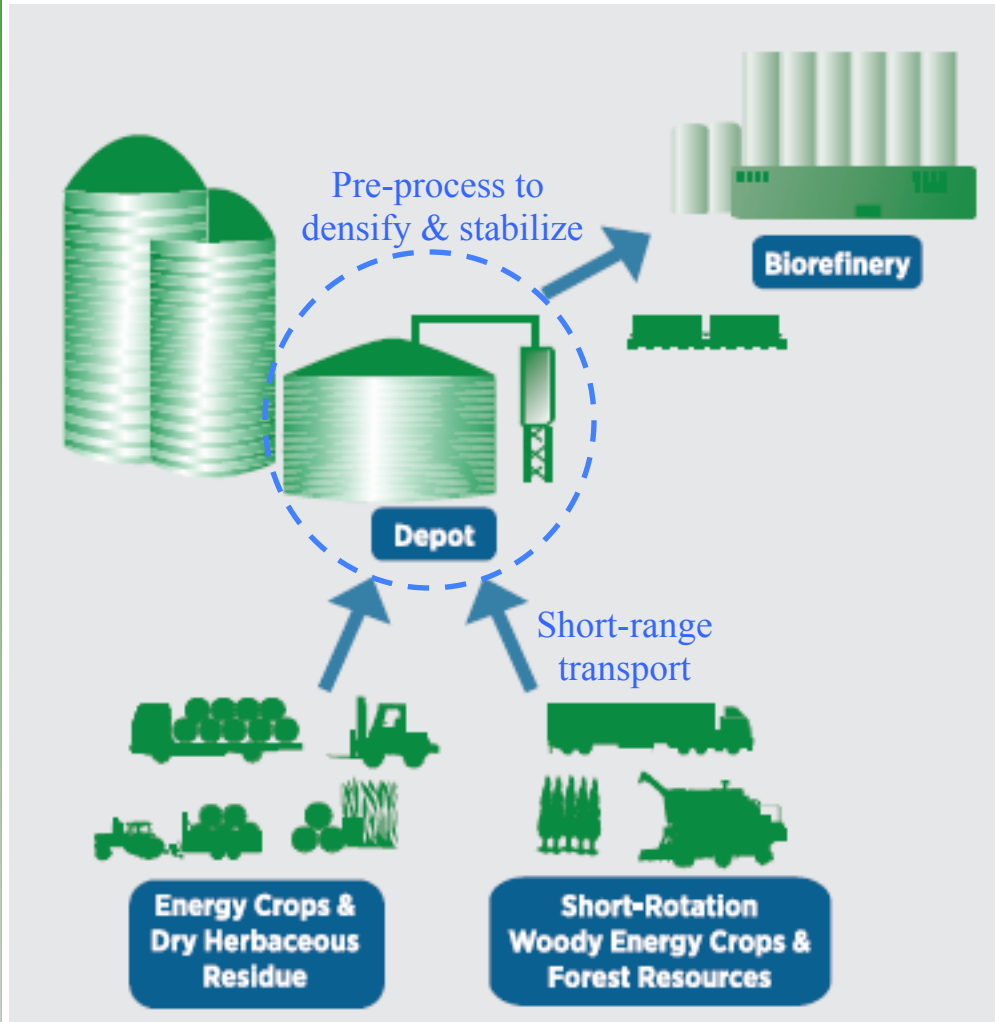 Pre-process to
densify & stabilize
Biorefinery
Depot
Short-range
transport
Energy Crops &
Dry Herbaceous
Residue
Short-Rotation
Woody Energy Crops &
Forest Resources